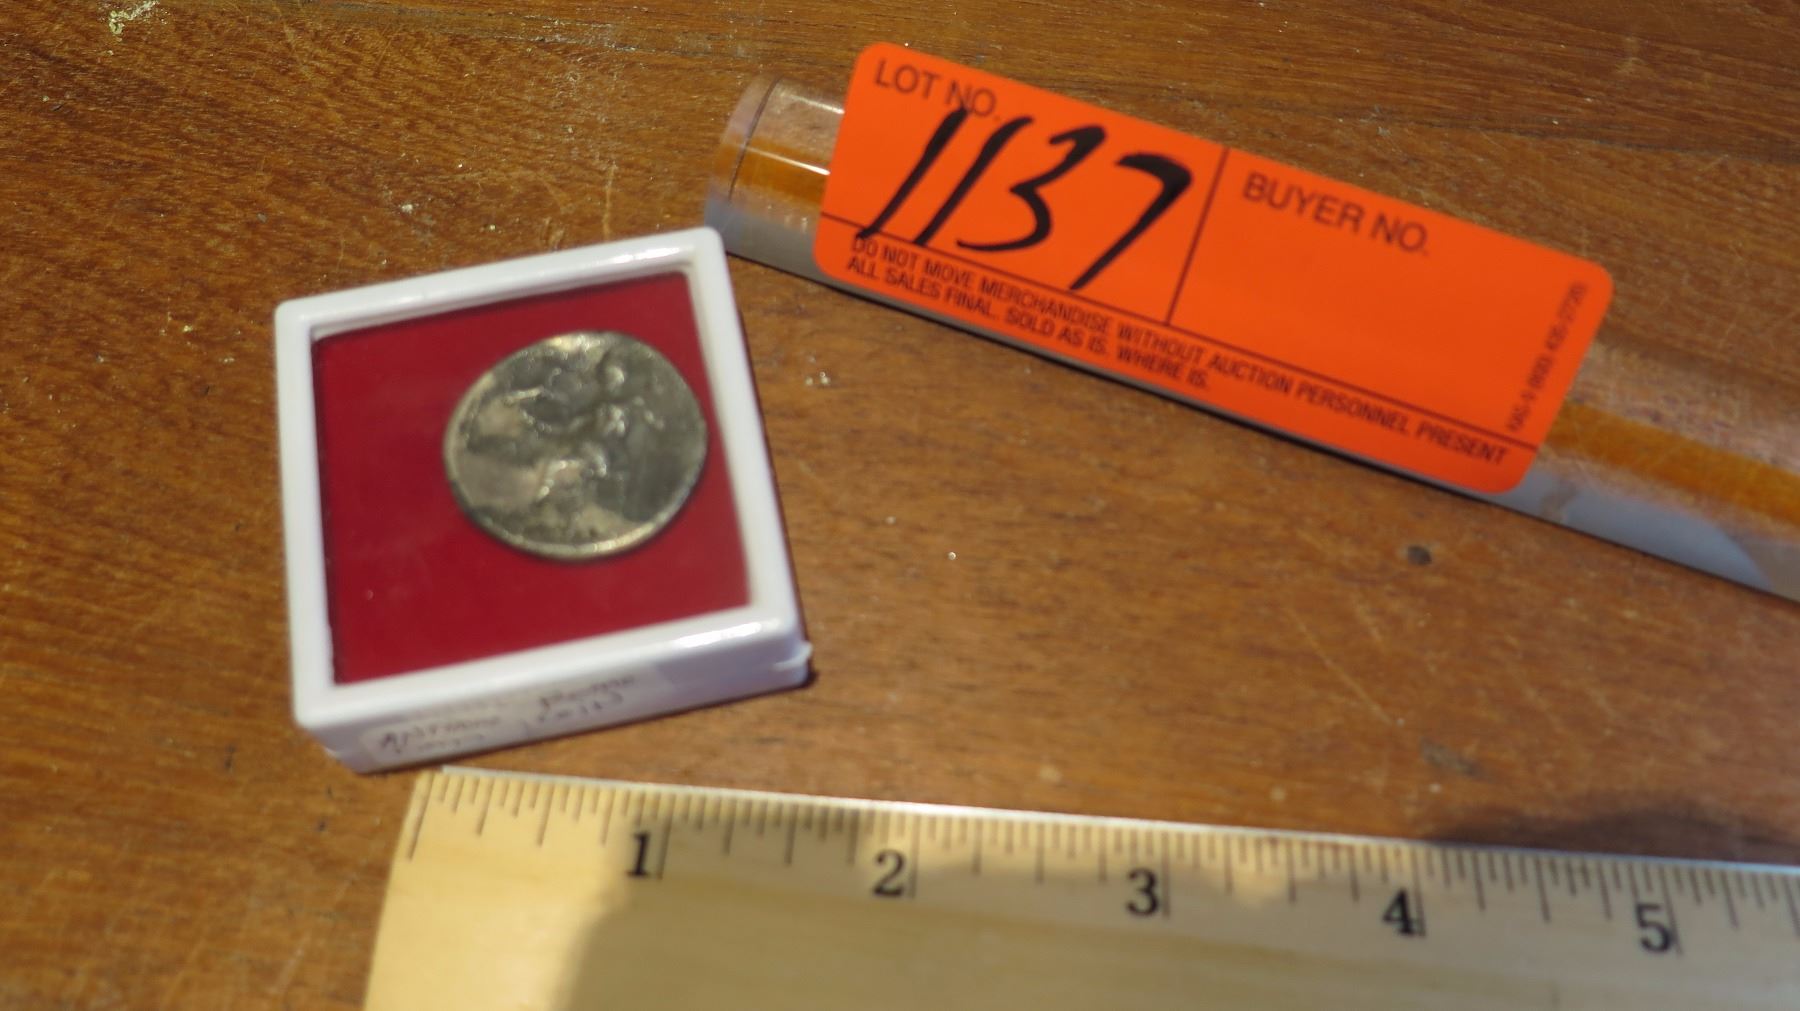 LOT NO.
1137
BUYER NO.
DO NOT MOVE MERCHANDISE WITHOUT AUCTION PERSONNEL PRESENT
ALL SALES FINAL. SOLD AS IS. WHERE IS.
1 2 3 4 5